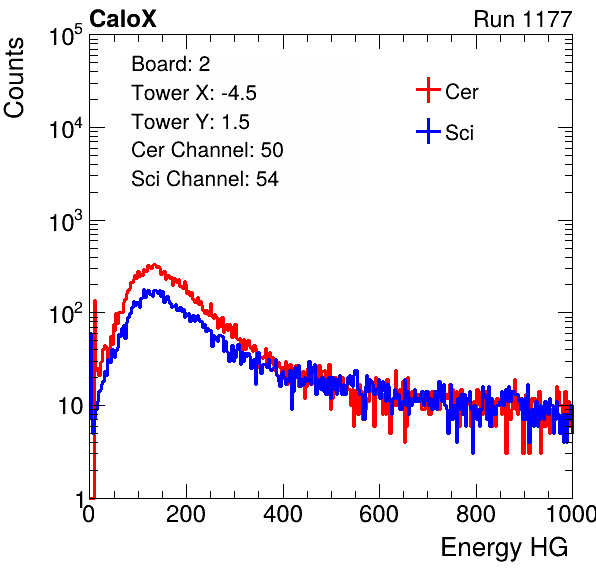 CaloX Run 1177
Counts
10^5
10^4
10^3
10^2
10
1
Board: 2
Tower X: -4.5
Tower Y: 1.5
Cer Channel: 50
Sci Channel: 54
Cer
Sci
0 200 400 600 800 1000
Energy HG